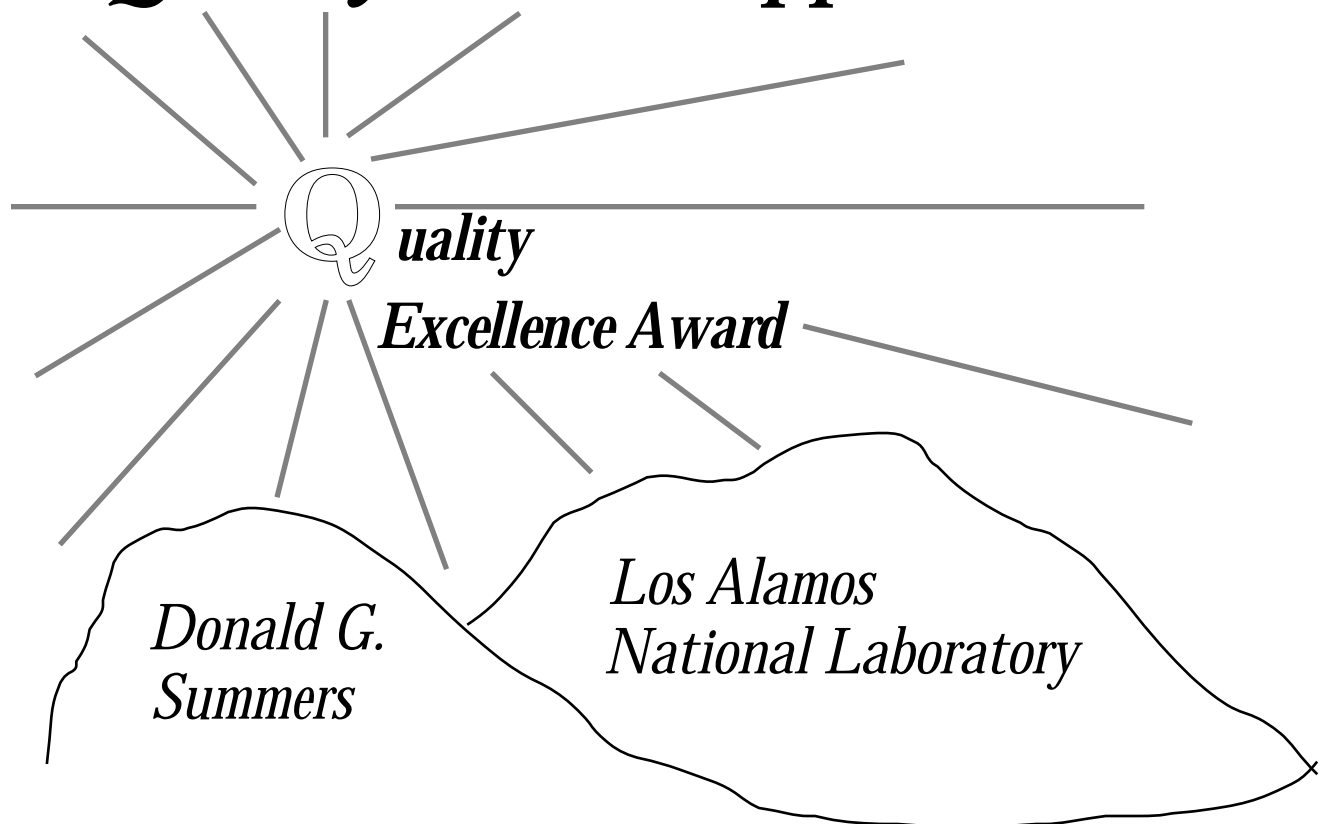 Quality
Excellence Award
Donald G.
Summers
Los Alamos
National Laboratory